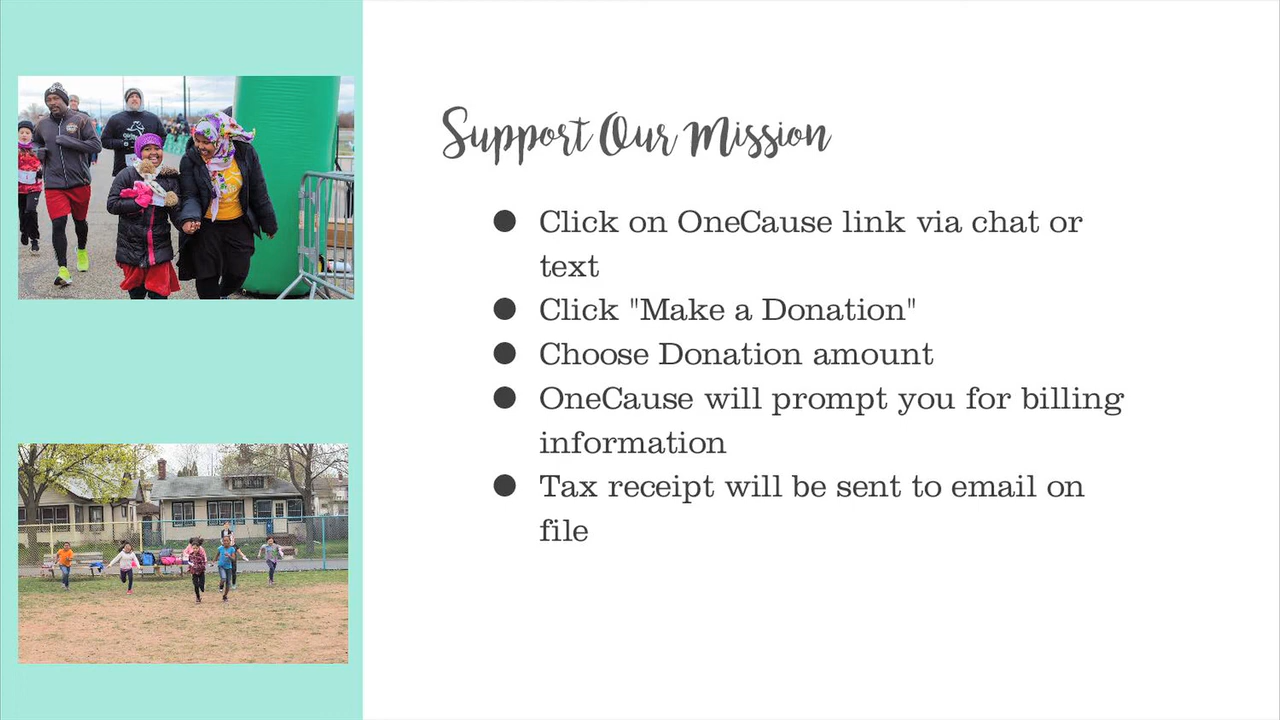 Support Our Mission
● Click on OneCause link via chat or
text
● Click "Make a Donation"
● Choose Donation amount
● OneCause will prompt you for billing
information
● Tax receipt will be sent to email on
file